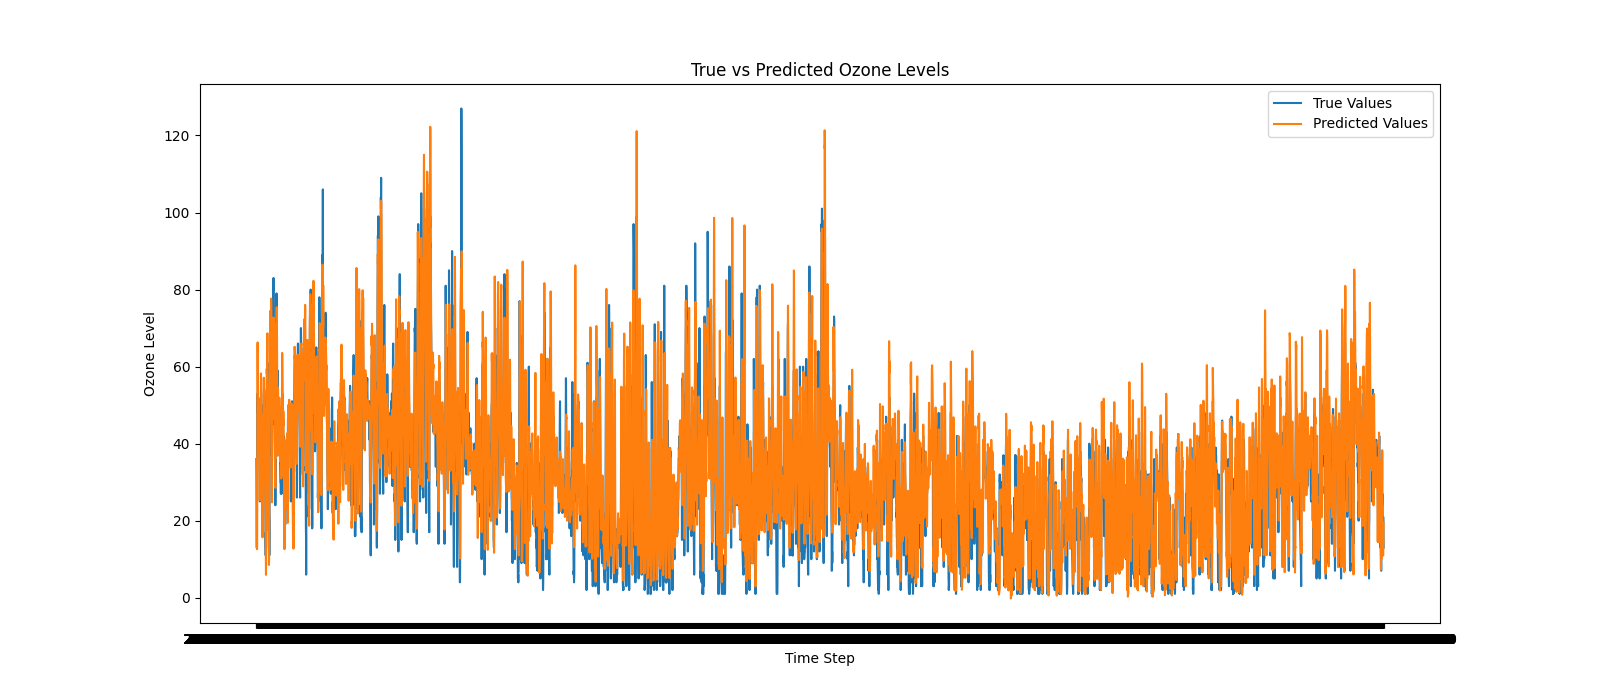 True vs Predicted Ozone Levels
True Values
Predicted Values
120
100
80
60
40
20
0
Ozone Level
Time Step